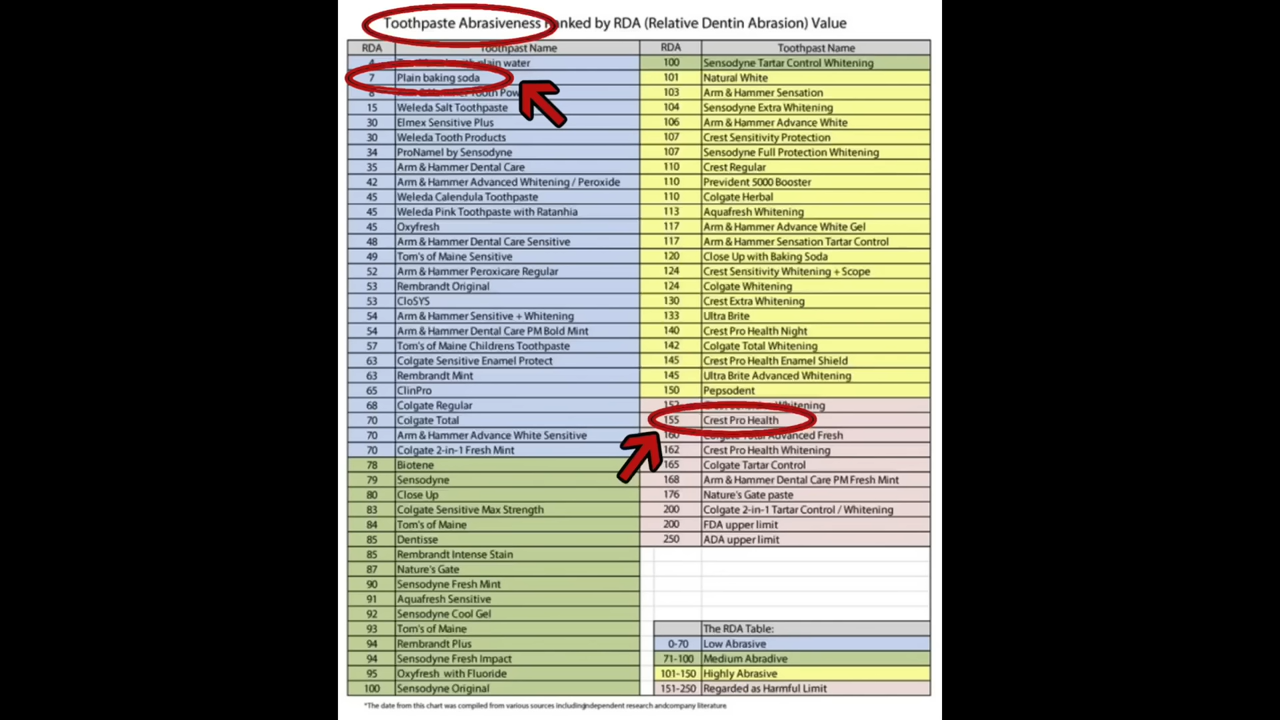 Toothpaste Abrasiveness Ranked by RDA (Relative Dentin Abrasion) Value
RDA Toothpast Name
4 with plain water
7 Plain baking soda
8 Arm & Hammer Tooth Pow
15 Weleda Salt Toothpaste
30 Elmex Sensitive Plus
30 Weleda Tooth Products
34 ProNamel by Sensodyne
35 Arm & Hammer Dental Care
42 Arm & Hammer Advanced Whitening / Peroxide
45 Weleda Calendula Toothpaste
45 Weleda Pink Toothpaste with Ratanhia
45 Oxyfresh
48 Arm & Hammer Dental Care Sensitive
49 Tom's of Maine Sensitive
52 Arm & Hammer Peroxicare Regular
53 Rembrandt Original
53 CloSYS
54 Arm & Hammer Sensitive + Whitening
54 Arm & Hammer Dental Care PM Bold Mint
57 Tom's of Maine Childrens Toothpaste
63 Colgate Sensitive Enamel Protect
63 Rembrandt Mint
65 ClinPro
68 Colgate Regular
70 Colgate Total
70 Arm & Hammer Advance White Sensitive
70 Colgate 2-in-1 Fresh Mint
78 Biotene
79 Sensodyne
80 Close Up
83 Colgate Sensitive Max Strength
84 Tom's of Maine
85 Dentisse
85 Rembrandt Intense Stain
87 Nature's Gate
90 Sensodyne Fresh Mint
91 Aquafresh Sensitive
92 Sensodyne Cool Gel
93 Tom's of Maine
94 Rembrandt Plus
94 Sensodyne Fresh Impact
95 Oxyfresh with Fluoride
100 Sensodyne Original
RDA Toothpast Name
100 Sensodyne Tartar Control Whitening
101 Natural White
103 Arm & Hammer Sensation
104 Sensodyne Extra Whitening
106 Arm & Hammer Advance White
107 Crest Sensitivity Protection
107 Sensodyne Full Protection Whitening
110 Crest Regular
110 Prevident 5000 Booster
110 Colgate Herbal
113 Aquafresh Whitening
117 Arm & Hammer Advance White Gel
117 Arm & Hammer Sensation Tartar Control
120 Close Up with Baking Soda
124 Crest Sensitivity Whitening + Scope
124 Colgate Whitening
130 Crest Extra Whitening
133 Ultra Brite
140 Crest Pro Health Night
142 Colgate Total Whitening
145 Crest Pro Health Enamel Shield
145 Ultra Brite Advanced Whitening
150 Pepsodent
152 Whitening
155 Crest Pro Health
160 Colgate Total Advanced Fresh
162 Crest Pro Health Whitening
165 Colgate Tartar Control
168 Arm & Hammer Dental Care PM Fresh Mint
176 Nature's Gate paste
200 Colgate 2-in-1 Tartar Control / Whitening
200 FDA upper limit
250 ADA upper limit
The RDA Table:
0-70 Low Abrasive
71-100 Medium Abradive
101-150 Highly Abrasive
151-250 Regarded as Harmful Limit
*The date from this chart was compiled from various sources includingindependent research andcompany literature.